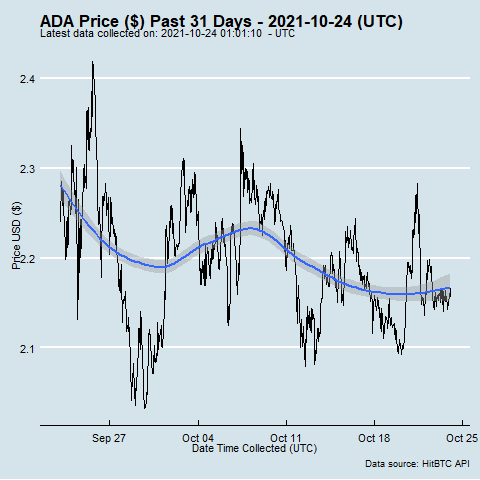 ADA Price ($) Past 31 Days - 2021-10-24 (UTC)
Latest data collected on: 2021-10-24 01:01:10 - UTC
2.4
2.3
2.2
2.1
Price USD ($)
Sep 27
Oct 04
Oct 11
Oct 18
Oct 25
Date Time Collected (UTC)
Data source: HitBTC API